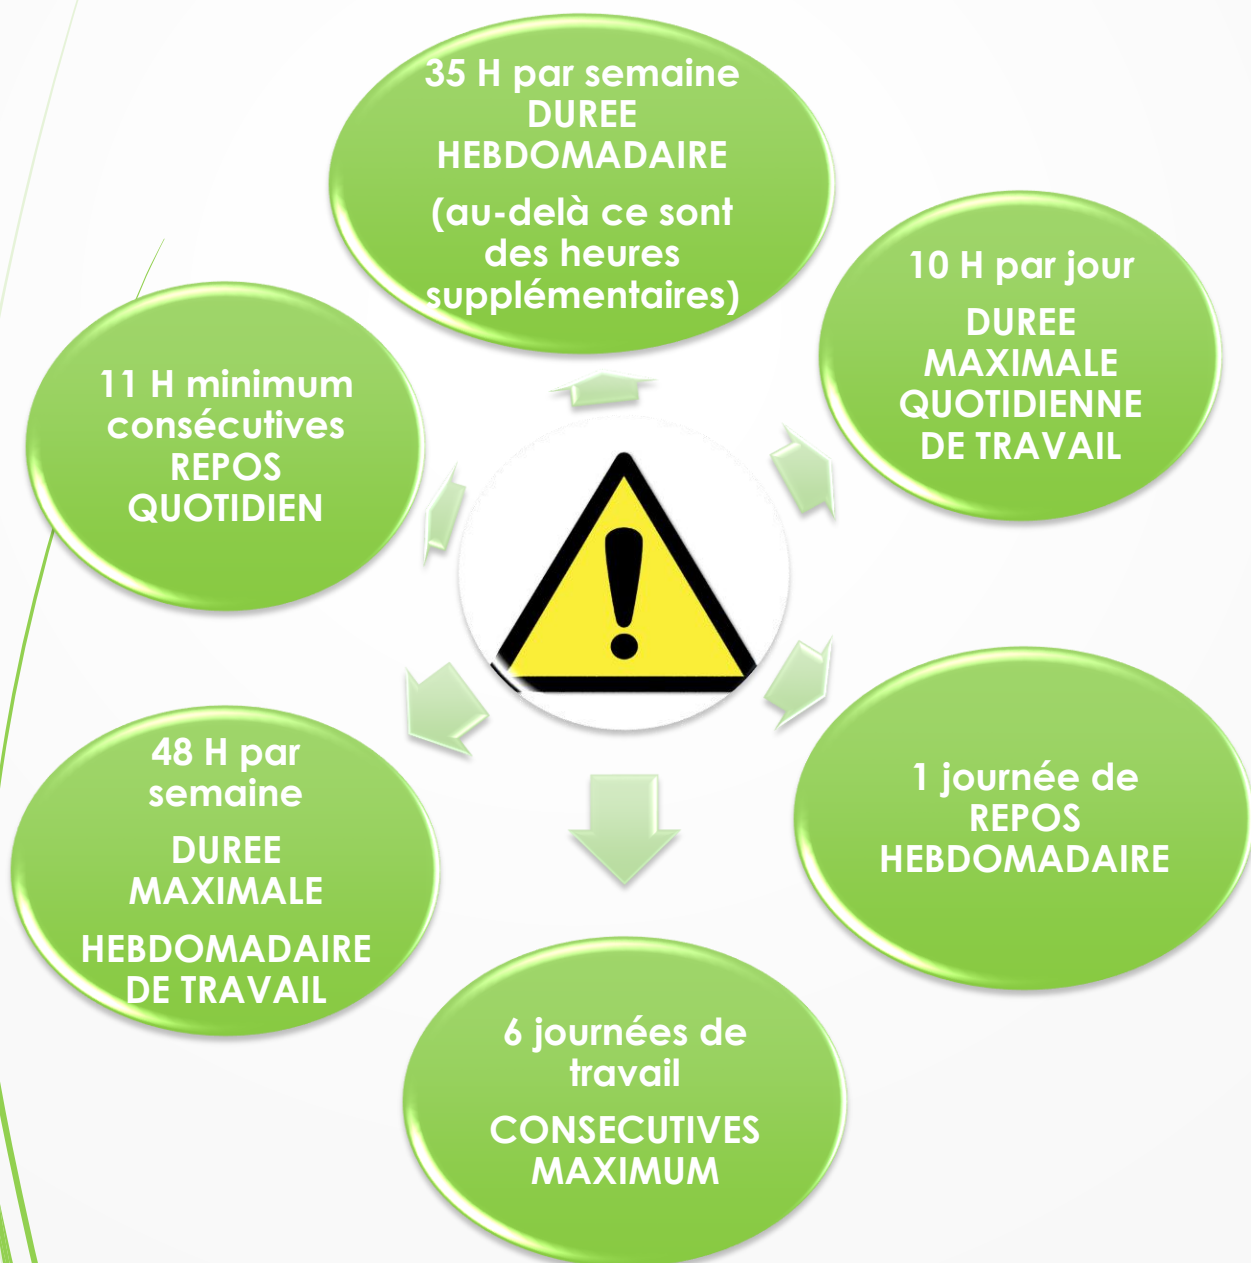 35 H par semaine
DUREE
HEBDOMADAIRE
(au-delà ce sont
des heures
supplémentaires)
10 H par jour
DUREE
MAXIMALE
QUOTIDIENNE
DE TRAVAIL
1 journée de
REPOS
HEBDOMADAIRE
6 journées de
travail
CONSECUTIVES
MAXIMUM
48 H par
semaine
DUREE
MAXIMALE
HEBDOMADAIRE
DE TRAVAIL
11 H minimum
consécutives
REPOS
QUOTIDIEN